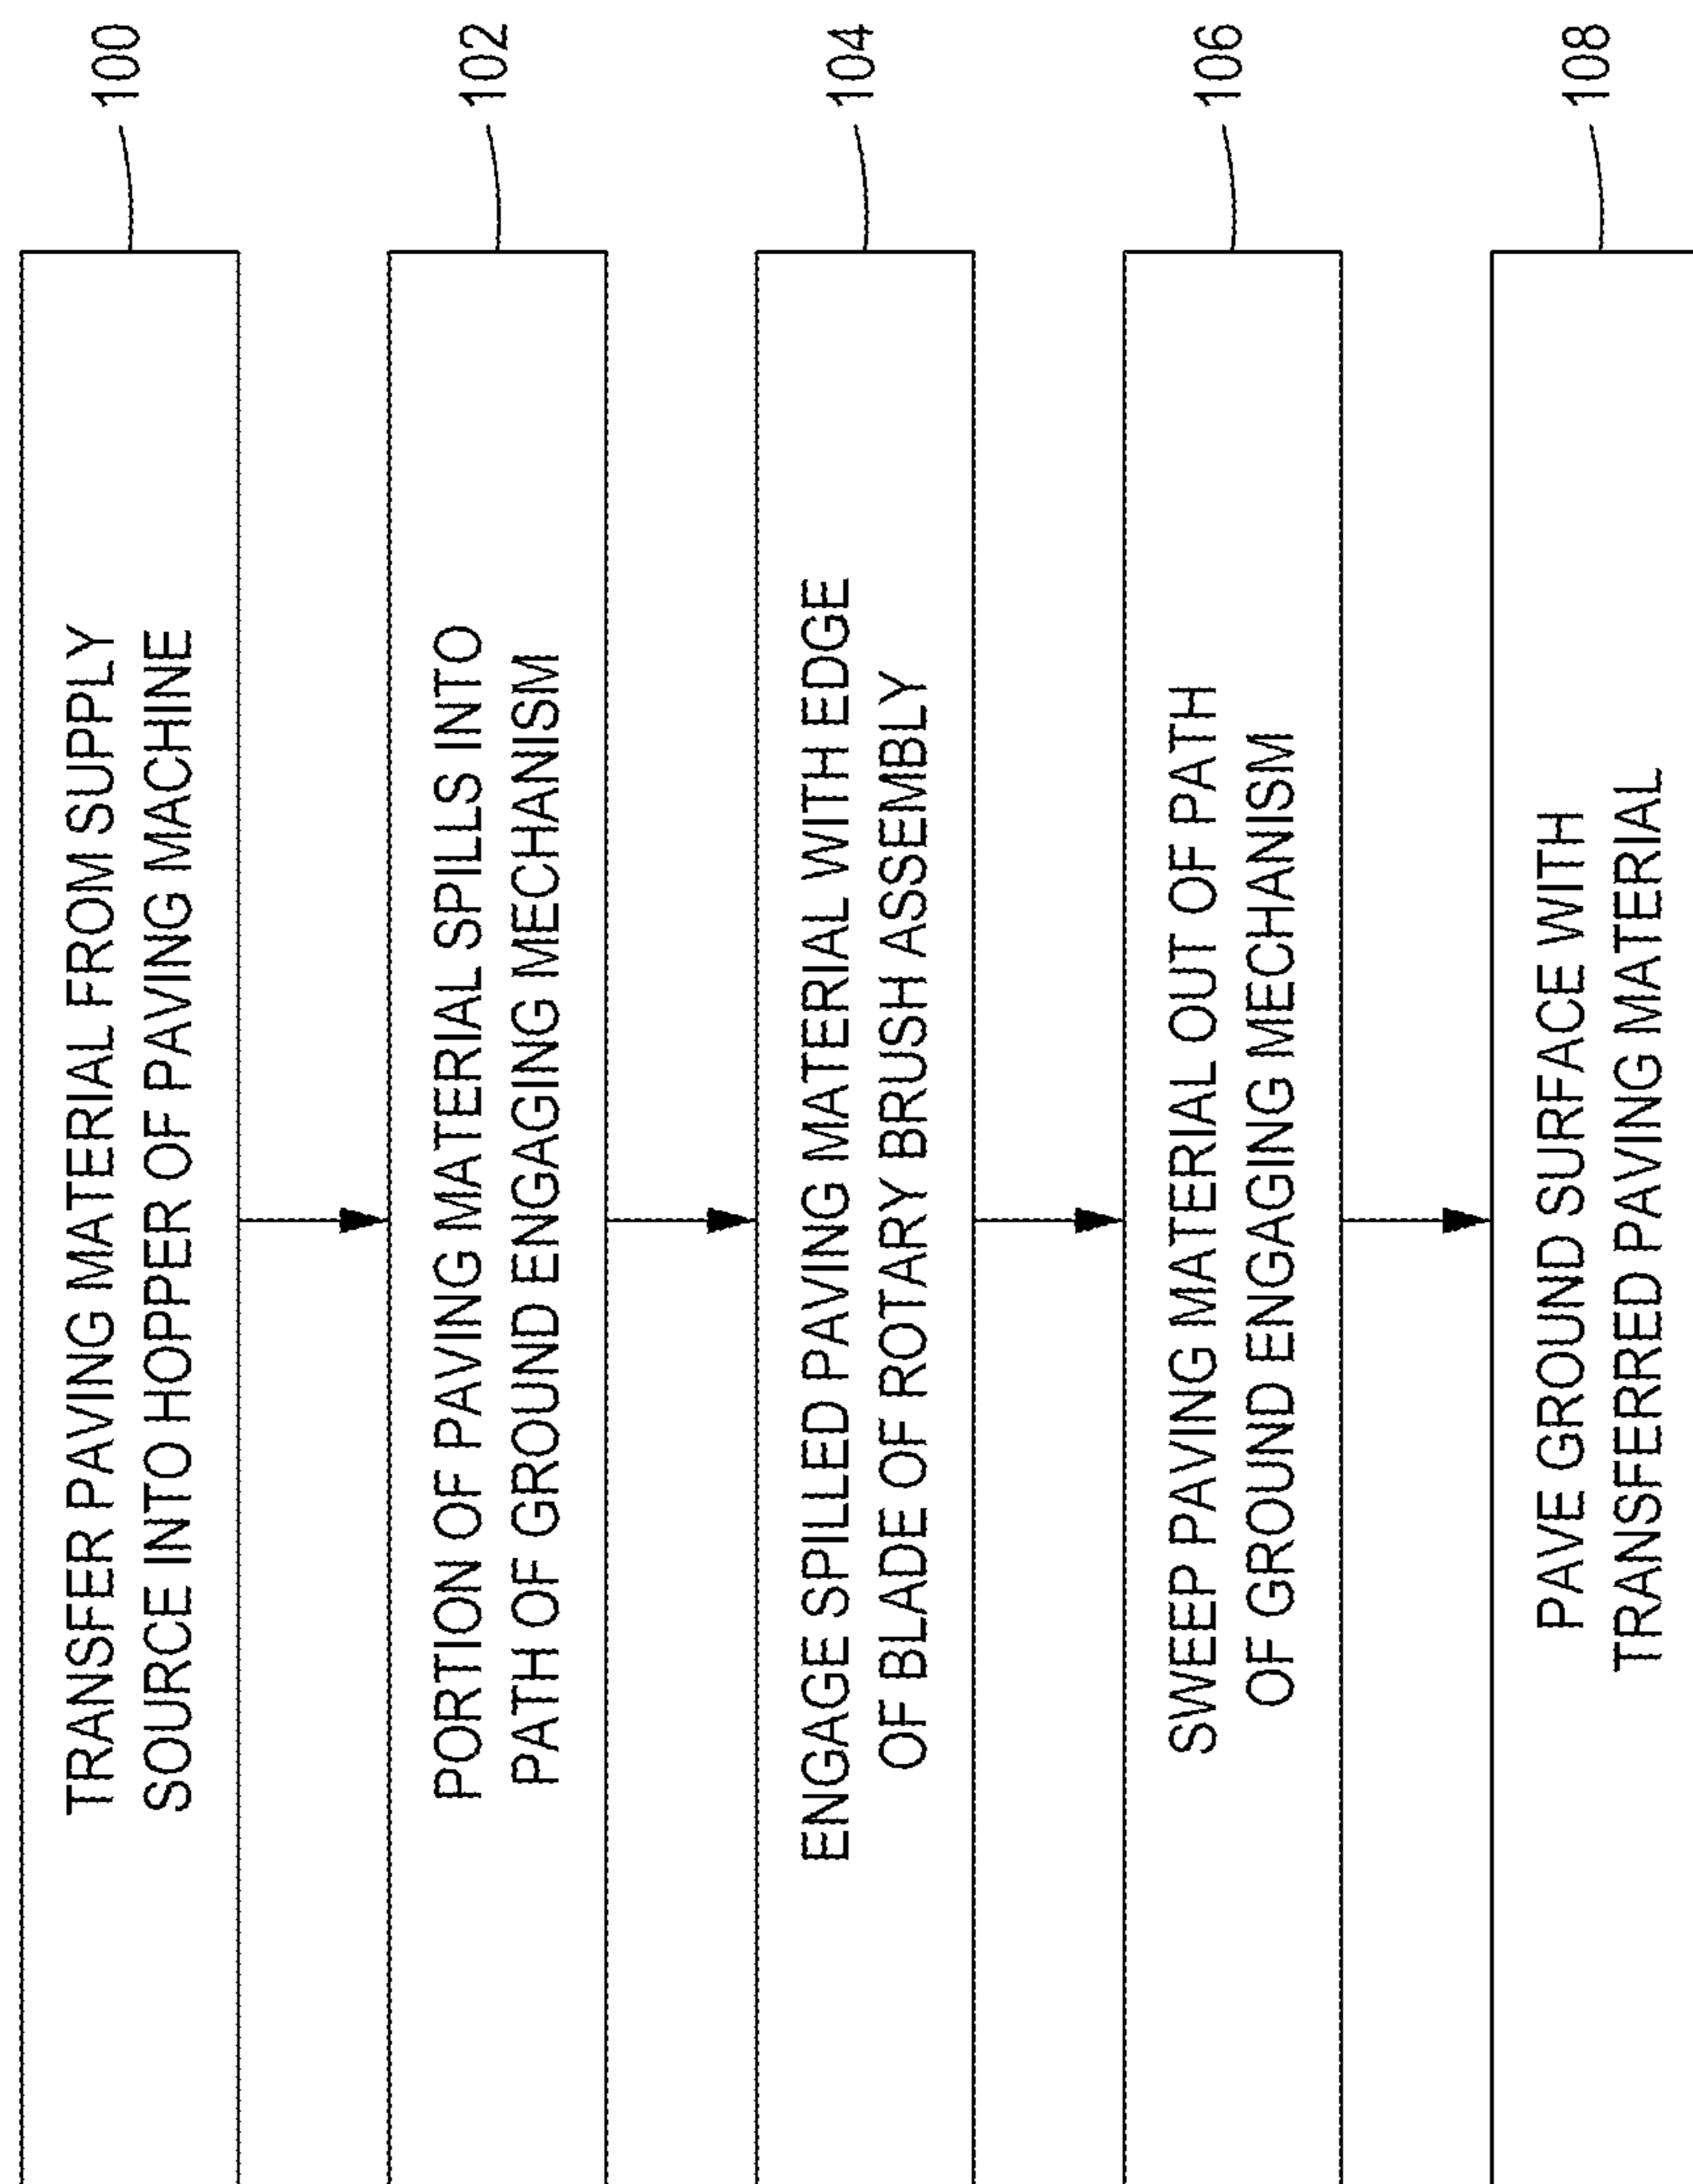 TRANSFER PAVING MATERIAL FROM SUPPLY
SOURCE INTO HOPPER OF PAVING MACHINE
100
PORTION OF PAVING MATERIAL SPILLS INTO
PATH OF GROUND ENGAGING MECHANISM
102
ENGAGE SPILLED PAVING MATERIAL WITH EDGE
OF BLADE OF ROTARY BRUSH ASSEMBLY
104
SWEEP PAVING MATERIAL OUT OF PATH
OF GROUND ENGAGING MECHANISM
106
PAVE GROUND SURFACE WITH
TRANSFERRED PAVING MATERIAL
108